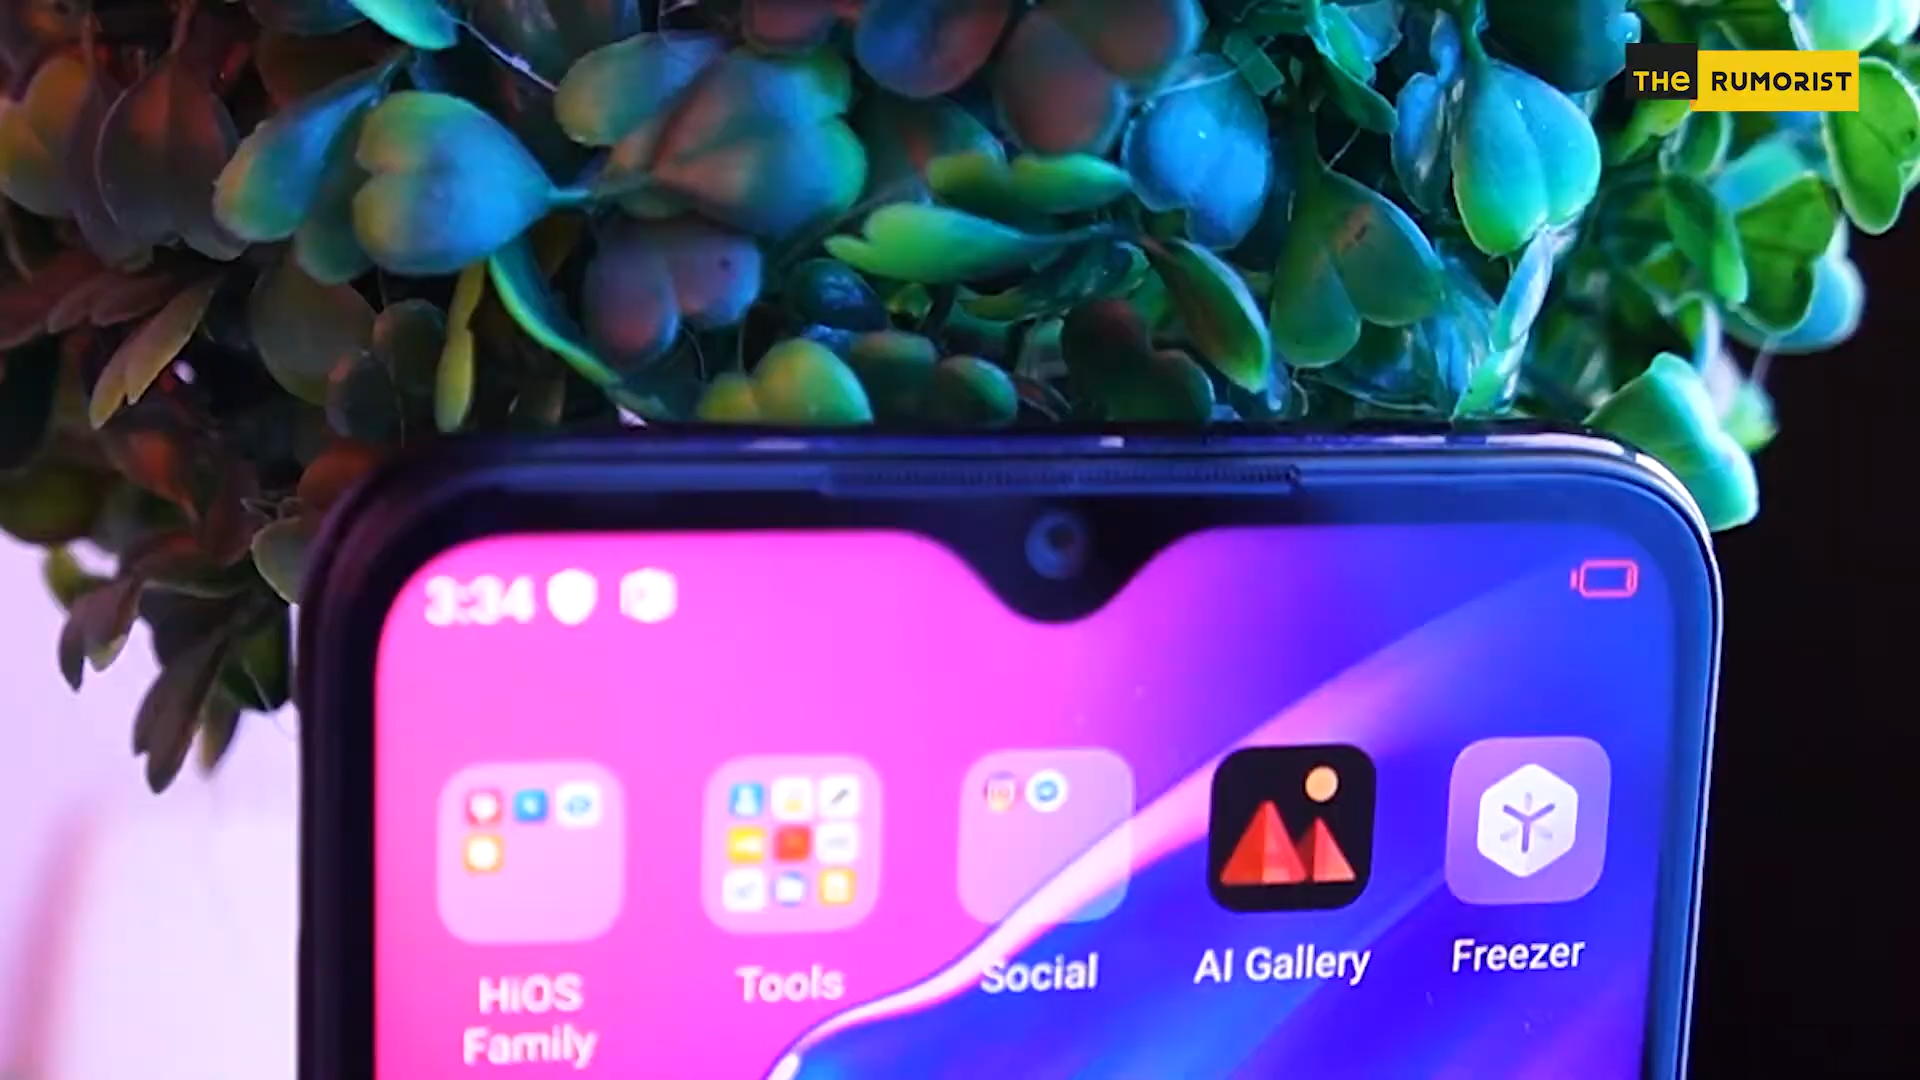 THe RUMORIST
3:34
HiOS
Family
Tools
Social
AI Gallery
Freezer